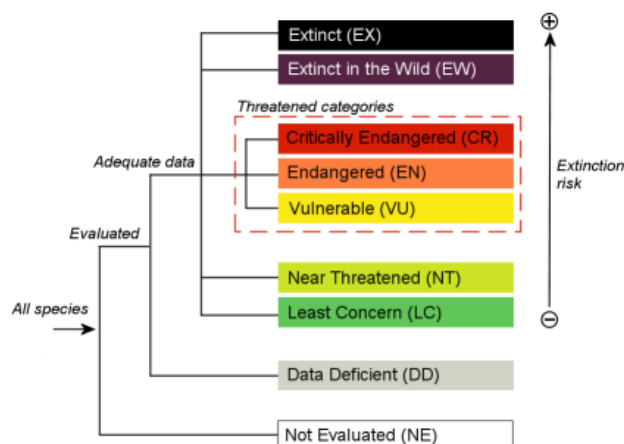 Extinct (EX)
Extinct in the Wild (EW)
Threatened categories
Critically Endangered (CR)
Adequate data
Endangered (EN)
Extinction
risk
Vulnerable (VU)
Evaluated
Near Threatened (NT)
All species
Least Concern (LC)
Data Deficient (DD)
Not Evaluated (NE)